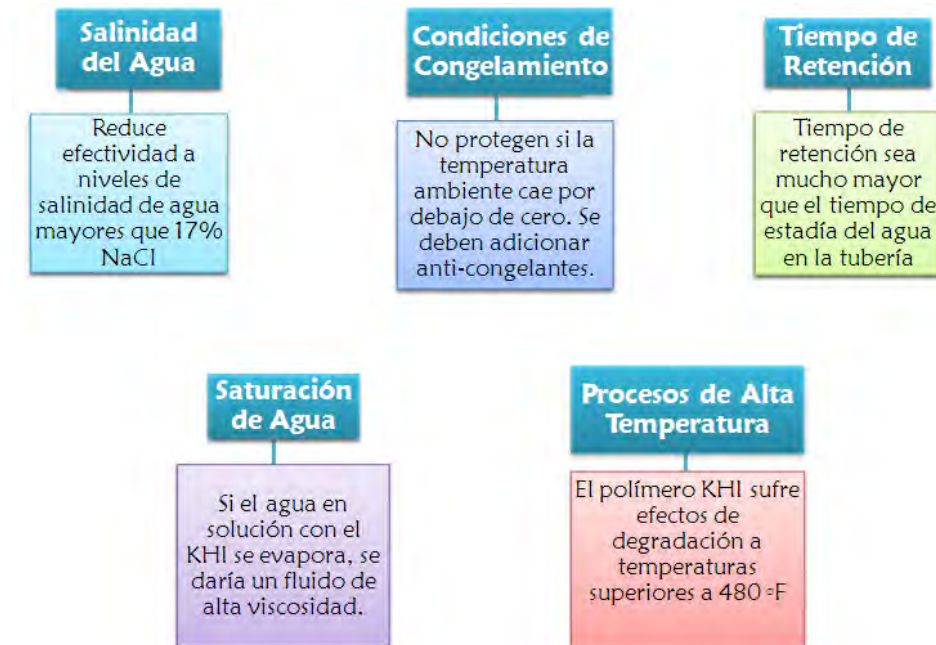 Salinidad
del Agua
Reduce
efectividad a
niveles de
salinidad de agua
mayores que 17%
NaCl
Condiciones de
Congelamiento
No protegen si la
temperatura
ambiente cae por
debajo de cero. Se
deben adicionar
anti-congelantes.
Tiempo de
Retención
Tiempo de
retención sea
mucho mayor
que el tiempo de
estadía del agua
en la tubería
Saturación
de Agua
Si el agua en
solución con el
KHI se evapora, se
daría un fluido de
alta viscosidad.
Procesos de Alta
Temperatura
El polímero KHI sufre
efectos de
degradación a
temperaturas
superiores a 480 °F